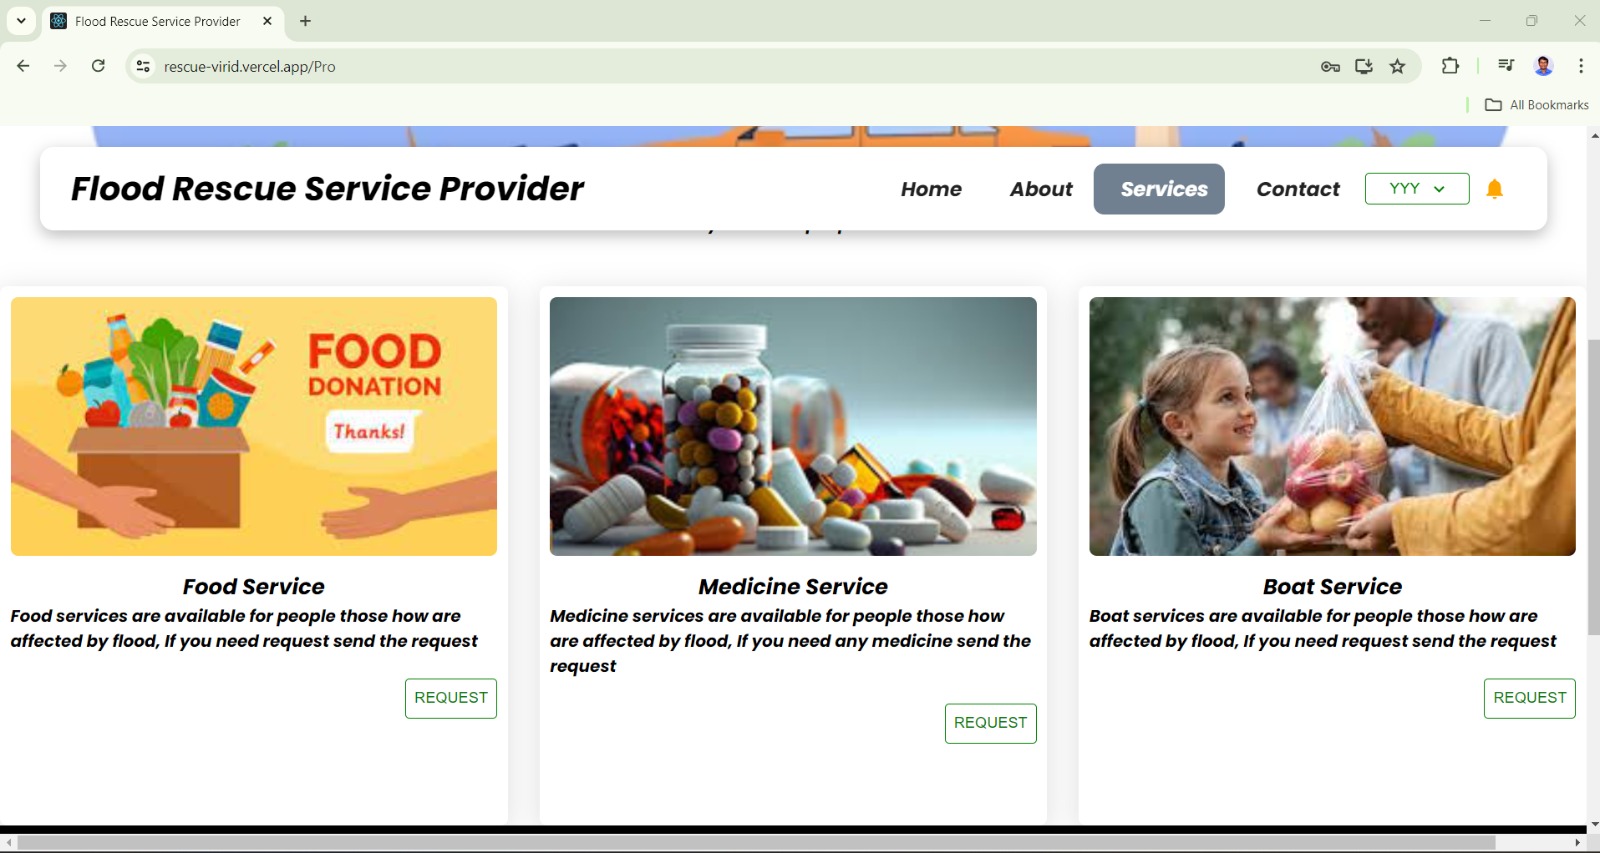 Flood Rescue Service Provider
rescue-virid.vercel.app/Pro
All Bookmarks
Flood Rescue Service Provider
Home
About
Services
Contact
YYY
FOOD
DONATION
Thanks!
Food Service
Food services are available for people those how are
affected by flood, If you need request send the request
REQUEST
Medicine Service
Medicine services are available for people those how
are affected by flood, If you need any medicine send the
request
REQUEST
Boat Service
Boat services are available for people those how are
affected by flood, If you need request send the request
REQUEST